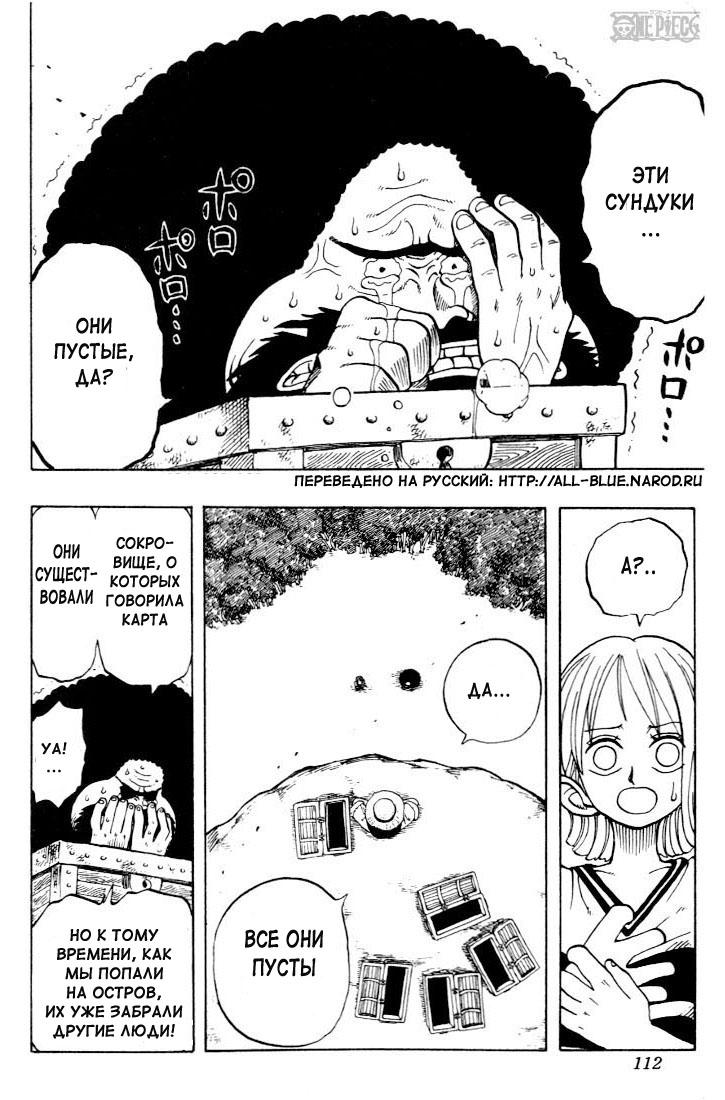 ONE PIECE
ЭТИ
СУНДУКИ
...
ポロ
ポロ...
ポロ...
ОНИ
ПУСТЫЕ,
ДА?
ПЕРЕВЕДЕНО НА РУССКИЙ: HTTP://ALL-BLUE.NAROD.RU
А?..
ДА...
ВСЕ ОНИ
ПУСТЫ
СОКРО-
ВИЩЕ, О
КОТОРЫХ
ГОВОРИЛА
КАРТА
ОНИ
СУЩЕСТ-
ВОВАЛИ
УА!
...
НО К ТОМУ
ВРЕМЕНИ, КАК
МЫ ПОПАЛИ
НА ОСТРОВ,
ИХ УЖЕ ЗАБРАЛИ
ДРУГИЕ ЛЮДИ!
112